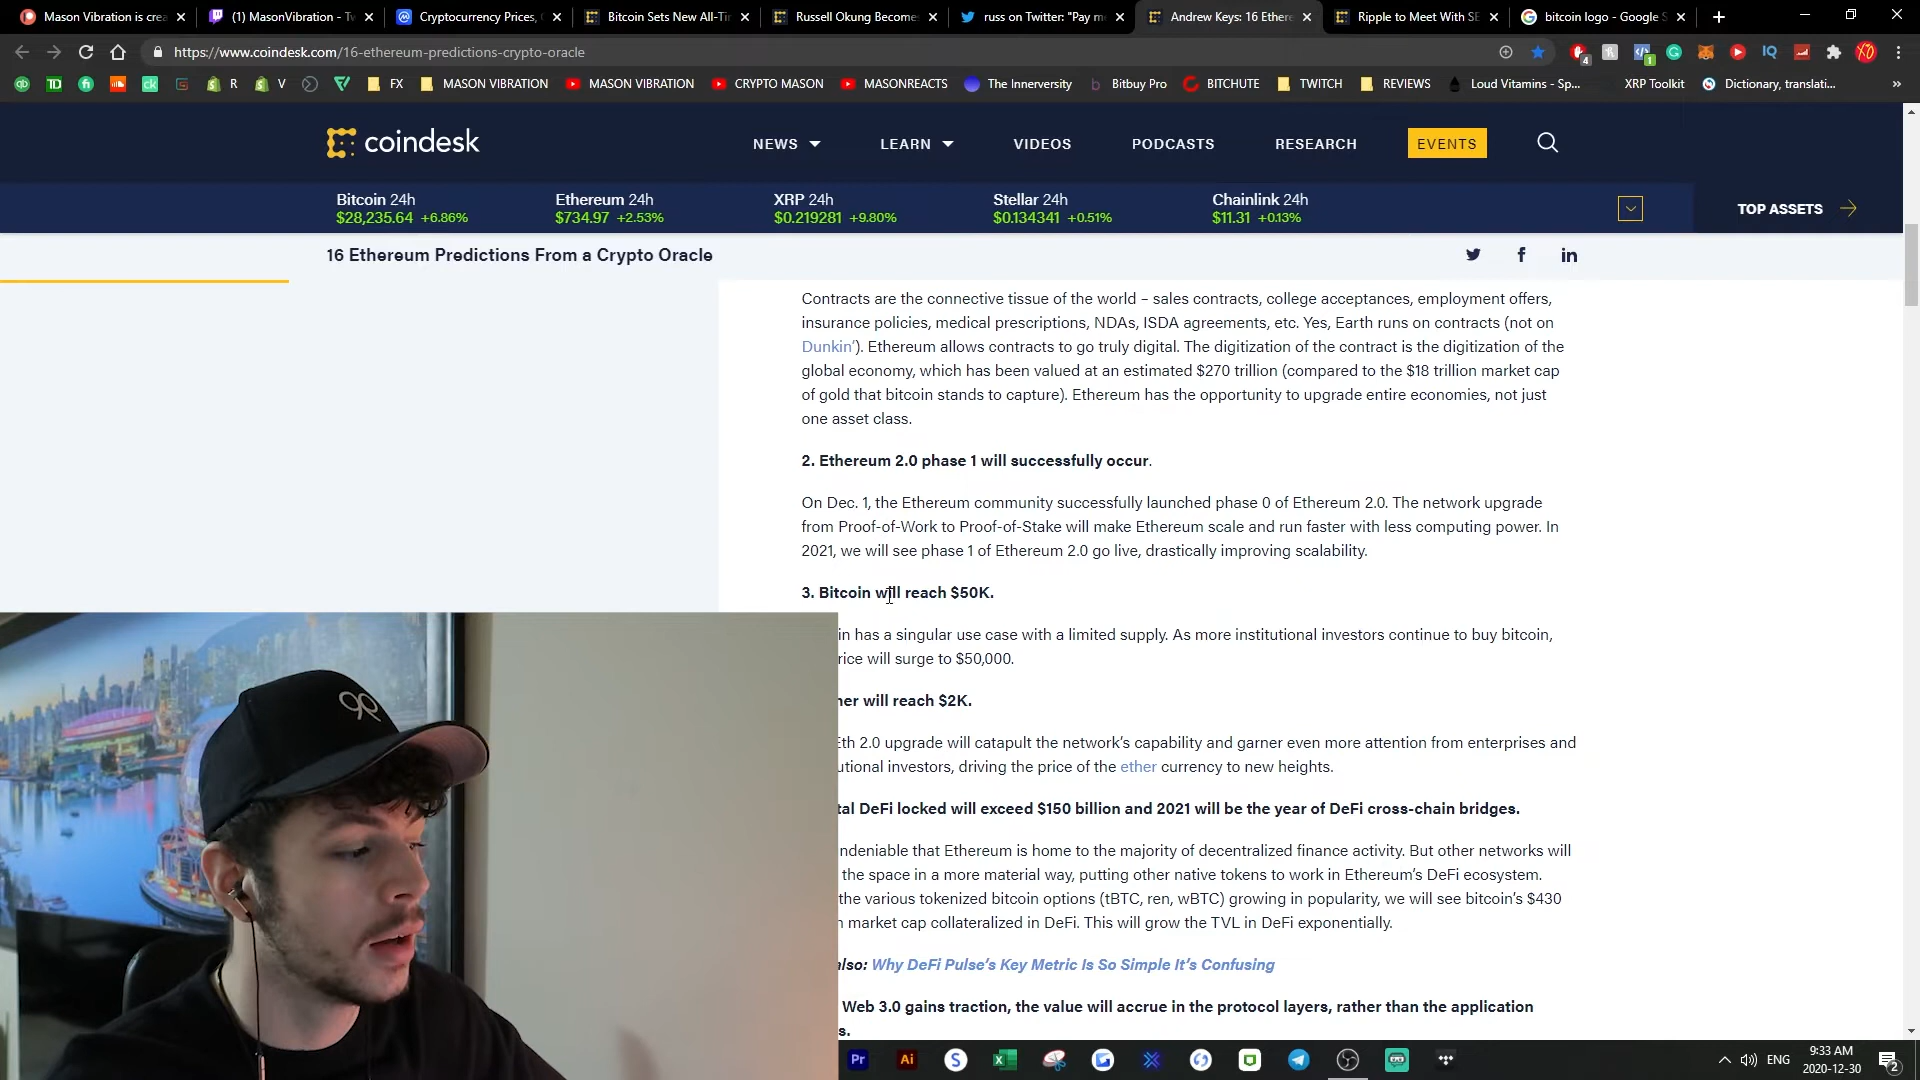 Mason Vibration is crea
(1) MasonVibration - Tw
Cryptocurrency Prices,
Bitcoin Sets New All-Tir
Russell Okung Become
russ on Twitter: "Pay m
Andrew Keys: 16 Ethere
Ripple to Meet With SE
bitcoin logo - Google S
https://www.coindesk.com/16-ethereum-predictions-crypto-oracle
R
V
FX
MASON VIBRATION
MASON VIBRATION
CRYPTO MASON
MASONREACTS
The Innerversity
Bitbuy Pro
BITCHUTE
TWITCH
REVIEWS
Loud Vitamins - Sp...
XRP Toolkit
Dictionary, translati...
coindesk
NEWS
LEARN
VIDEOS
PODCASTS
RESEARCH
EVENTS
Bitcoin 24h
$28,235.64 +6.86%
Ethereum 24h
$734.97 +2.53%
XRP 24h
$0.219281 +9.80%
Stellar 24h
$0.134341 +0.51%
Chainlink 24h
$11.31 +0.13%
TOP ASSETS
16 Ethereum Predictions From a Crypto Oracle
Contracts are the connective tissue of the world – sales contracts, college acceptances, employment offers,
insurance policies, medical prescriptions, NDAs, ISDA agreements, etc. Yes, Earth runs on contracts (not on
Dunkin'). Ethereum allows contracts to go truly digital. The digitization of the contract is the digitization of the
global economy, which has been valued at an estimated $270 trillion (compared to the $18 trillion market cap
of gold that bitcoin stands to capture). Ethereum has the opportunity to upgrade entire economies, not just
one asset class.
2. Ethereum 2.0 phase 1 will successfully occur.
On Dec. 1, the Ethereum community successfully launched phase 0 of Ethereum 2.0. The network upgrade
from Proof-of-Work to Proof-of-Stake will make Ethereum scale and run faster with less computing power. In
2021, we will see phase 1 of Ethereum 2.0 go live, drastically improving scalability.
3. Bitcoin will reach $50K.
in has a singular use case with a limited supply. As more institutional investors continue to buy bitcoin,
rice will surge to $50,000.
her will reach $2K.
Eth 2.0 upgrade will catapult the network's capability and garner even more attention from enterprises and
utional investors, driving the price of the ether currency to new heights.
tal DeFi locked will exceed $150 billion and 2021 will be the year of DeFi cross-chain bridges.
ndeniable that Ethereum is home to the majority of decentralized finance activity. But other networks will
the space in a more material way, putting other native tokens to work in Ethereum's DeFi ecosystem.
the various tokenized bitcoin options (tBTC, ren, wBTC) growing in popularity, we will see bitcoin's $430
n market cap collateralized in DeFi. This will grow the TVL in DeFi exponentially.
also: Why DeFi Pulse's Key Metric Is So Simple It's Confusing
Web 3.0 gains traction, the value will accrue in the protocol layers, rather than the application
s.
ENG
9:33 AM
2020-12-30